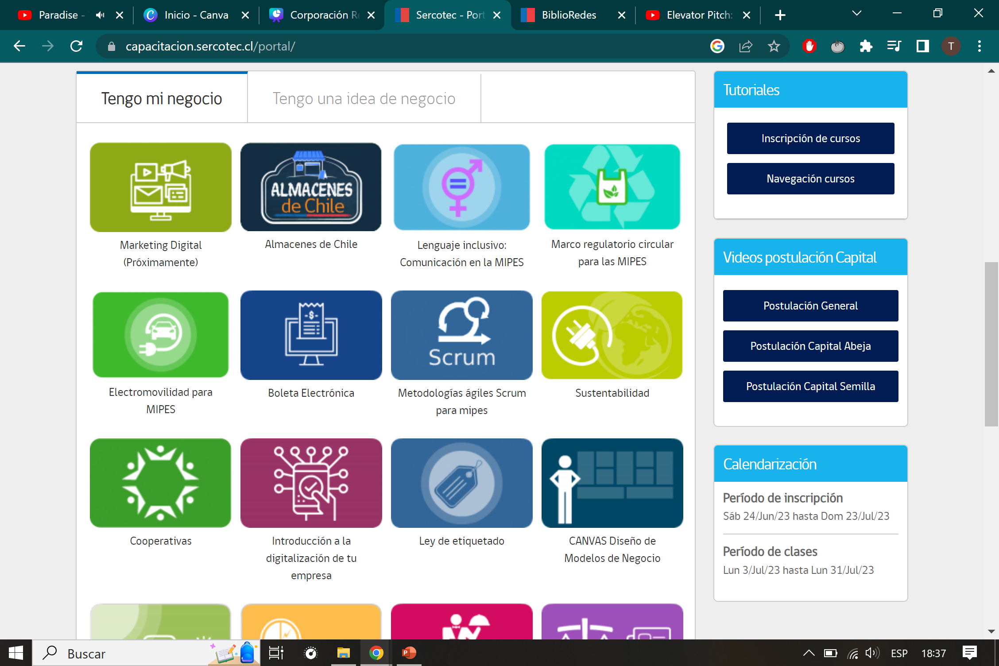 Paradise -
Inicio - Canva
Corporación Re
Sercotec - Port
BiblioRedes
Elevator Pitch:
capacitacion.sercotec.cl/portal/
T
Tengo mi negocio
Tengo una idea de negocio
ALMACENES
de Chile
Marketing Digital
(Próximamente)
Almacenes de Chile
Lenguaje inclusivo:
Comunicación en la MIPES
Marco regulatorio circular
para las MIPES
-$-
Scrum
Electromovilidad para
MIPES
Boleta Electrónica
Metodologías ágiles Scrum
para mipes
Sustentabilidad
Cooperativas
Introducción a la
digitalización de tu
empresa
Ley de etiquetado
CANVAS Diseño de
Modelos de Negocio
Tutoriales
Inscripción de cursos
Navegación cursos
Videos postulación Capital
Postulación General
Postulación Capital Abeja
Postulación Capital Semilla
Calendarización
Período de inscripción
Sáb 24/Jun/23 hasta Dom 23/Jul/23
Período de clases
Lun 3/Jul/23 hasta Lun 31/Jul/23
Buscar
P
ESP
18:37